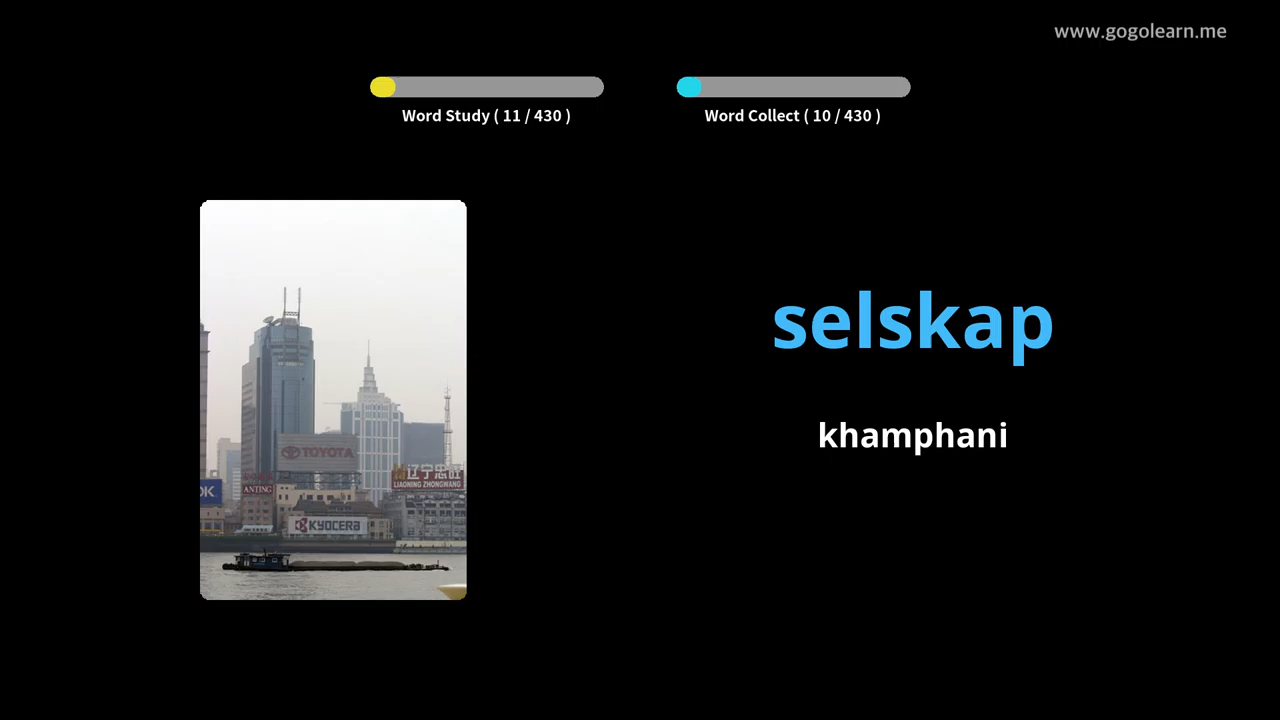 www.gogolearn.me
Word Study ( 11 / 430 )
Word Collect ( 10 / 430 )
selskap
khamphani
TOYOTA
辽宁忠旺
LIAONING ZHONGWANG
OK
ANTING
KYOCERA